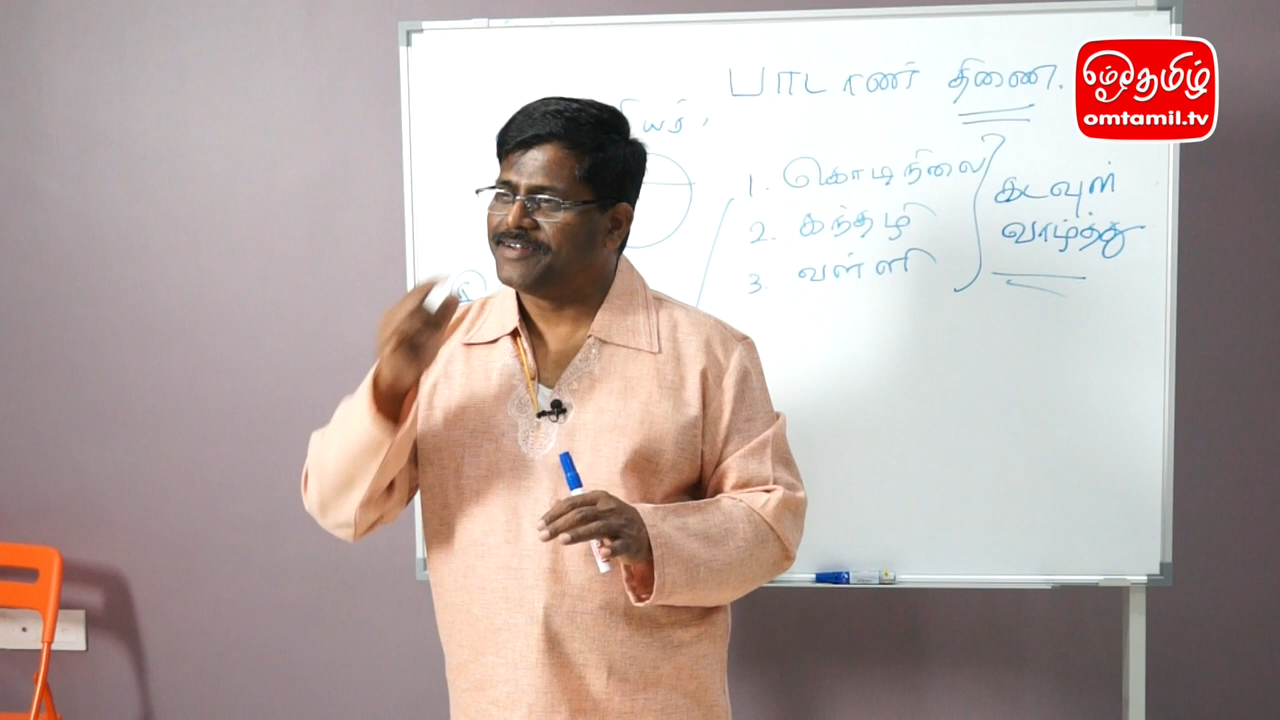 பாடாண் திணை.
ஓம்தமிழ்
omtamil.tv
1. கொடிநிலை
2. கந்தழி
3. வள்ளி
கடவுள்
வாழ்த்து